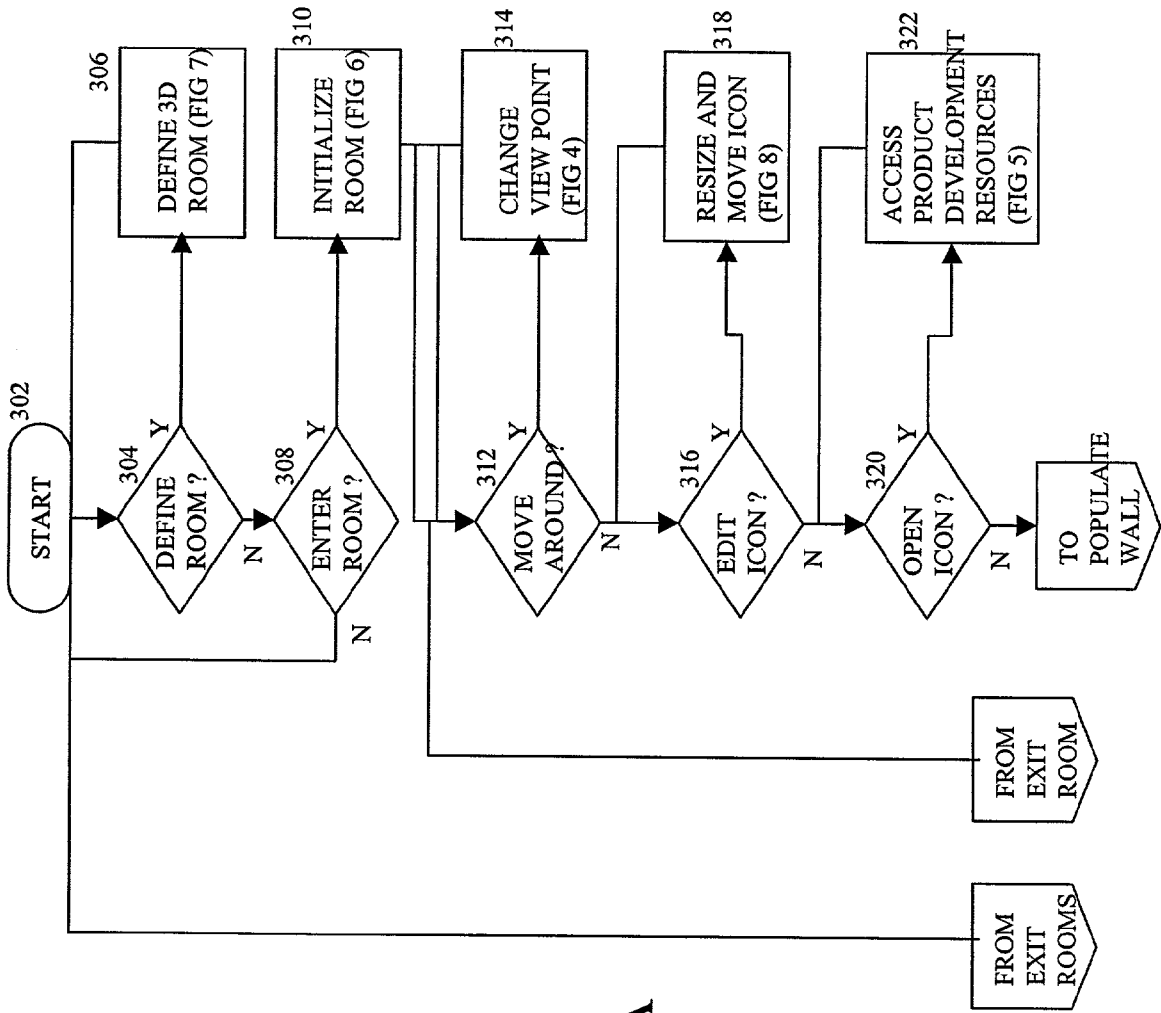 302
START
304
DEFINE
ROOM ?
Y
N
306
DEFINE 3D
ROOM (FIG 7)
308
ENTER
ROOM ?
Y
N
310
INITIALIZE
ROOM (FIG 6)
312
MOVE
AROUND ?
Y
N
314
CHANGE
VIEW POINT
(FIG 4)
316
EDIT
ICON ?
Y
N
318
RESIZE AND
MOVE ICON
(FIG 8)
320
OPEN
ICON ?
Y
N
322
ACCESS
PRODUCT
DEVELOPMENT
RESOURCES
(FIG 5)
FROM
EXIT
ROOMS
FROM
EXIT
ROOM
TO
POPULATE
WALL